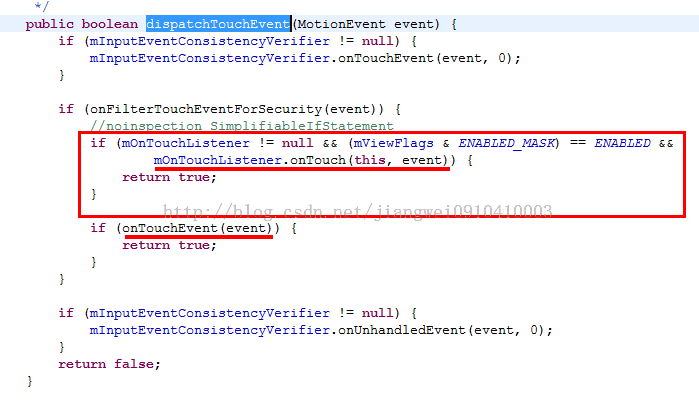 */
public boolean dispatchTouchEvent(MotionEvent event) {
if (mInputEventConsistencyVerifier != null) {
mInputEventConsistencyVerifier.onTouchEvent(event, 0);
}
if (onFilterTouchEventForSecurity(event)) {
//noinspection SimplifiableIfStatement
if (mOnTouchListener != null && (mViewFlags & ENABLED_MASK) == ENABLED &&
mOnTouchListener.onTouch(this, event)) {
return true;
}
http://blog.csdn.net/jiangwei0910410003
if (onTouchEvent(event)) {
return true;
}
}
if (mInputEventConsistencyVerifier != null) {
mInputEventConsistencyVerifier.onUnhandledEvent(event, 0);
}
return false;
}